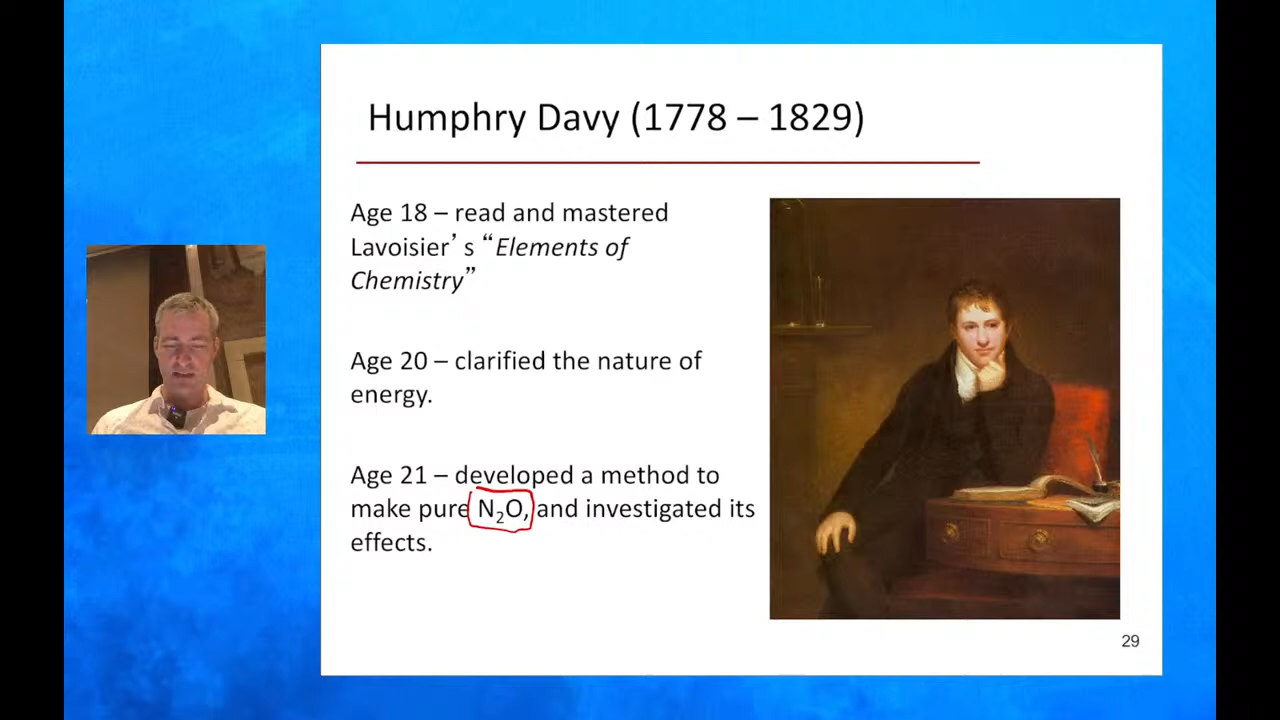 Humphry Davy (1778 – 1829)
Age 18 – read and mastered
Lavoisier’ s “Elements of
Chemistry”
Age 20 – clarified the nature of
energy.
Age 21 – developed a method to
make pure N₂O, and investigated its
effects.
29